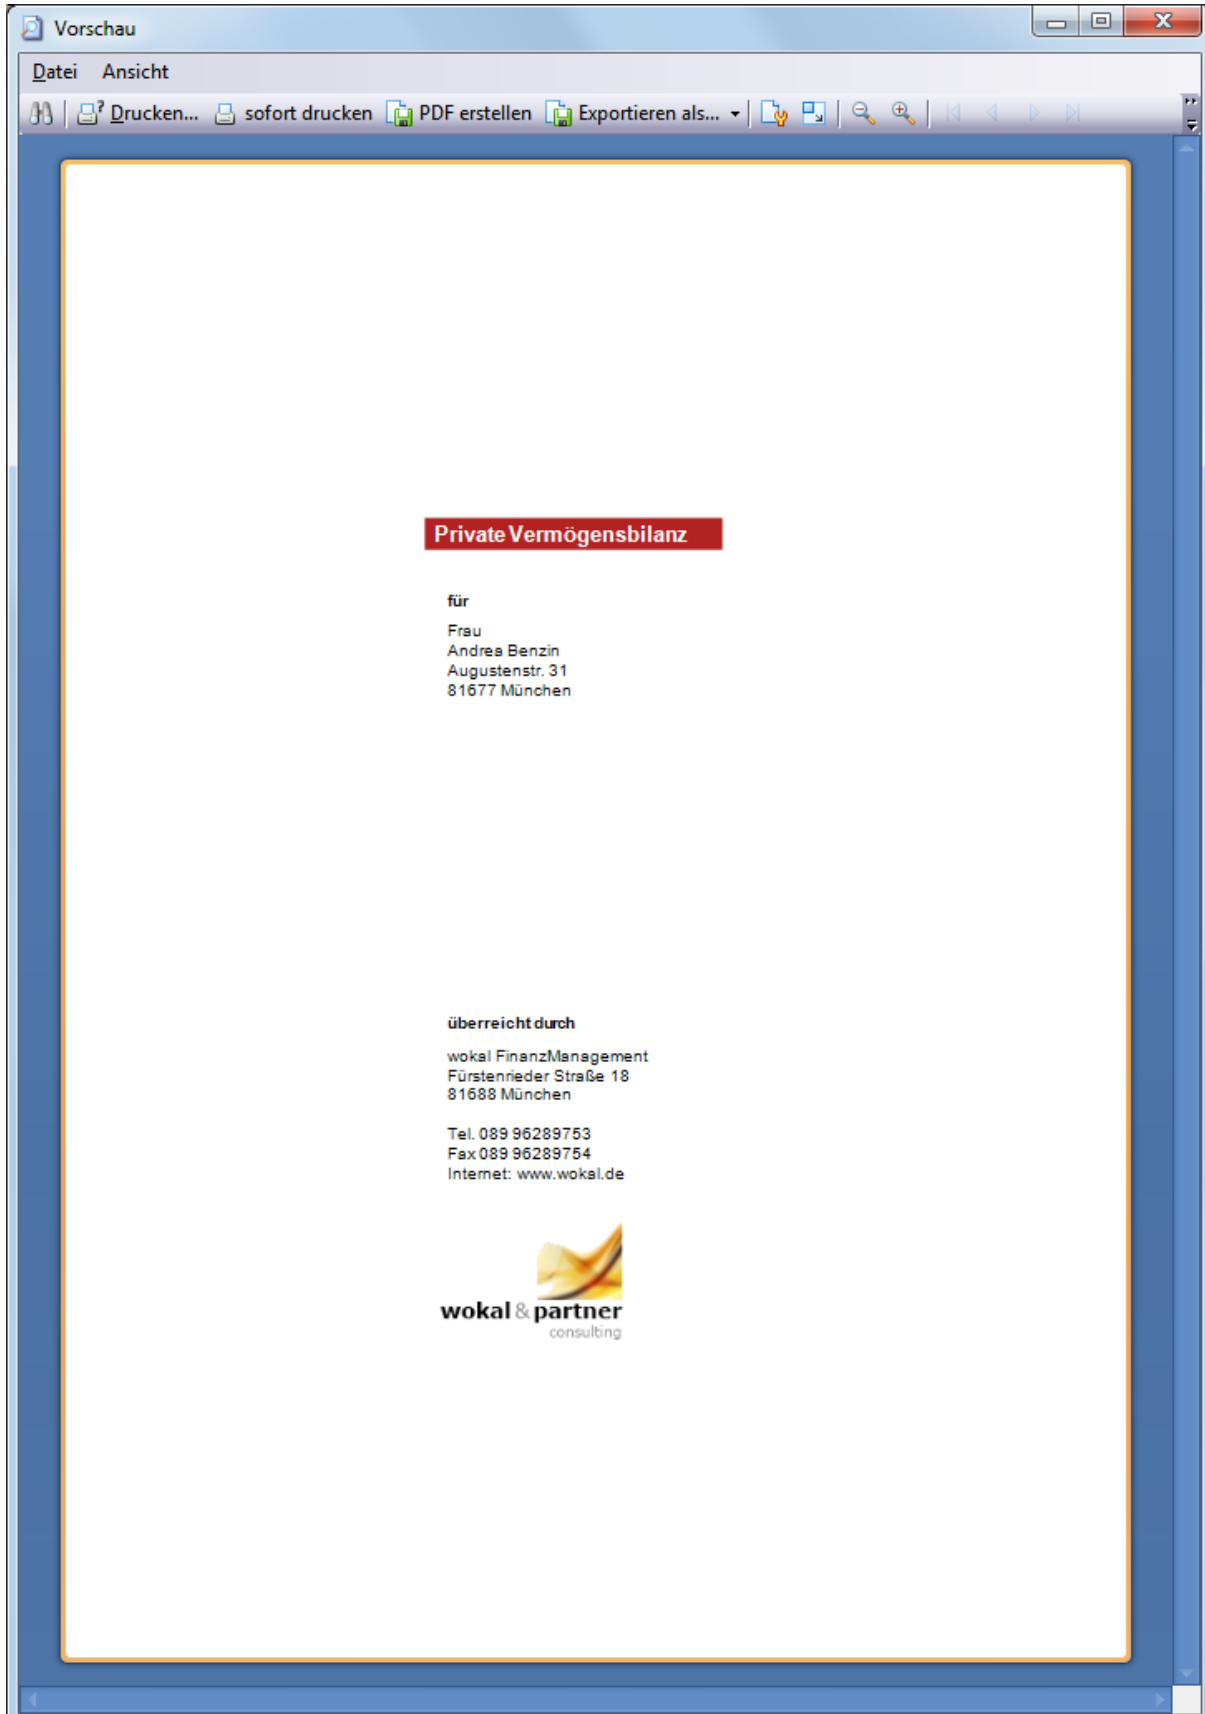 Vorschau
Datei Ansicht
Drucken... sofort drucken PDF erstellen Exportieren als...
Private Vermögensbilanz
für
Frau
Andrea Benzin
Augustenstr. 31
81677 München
überreicht durch
wokal FinanzManagement
Fürstenrieder Straße 18
81688 München
Tel. 089 96289753
Fax 089 96289754
Internet: www.wokal.de
wokal & partner
consulting